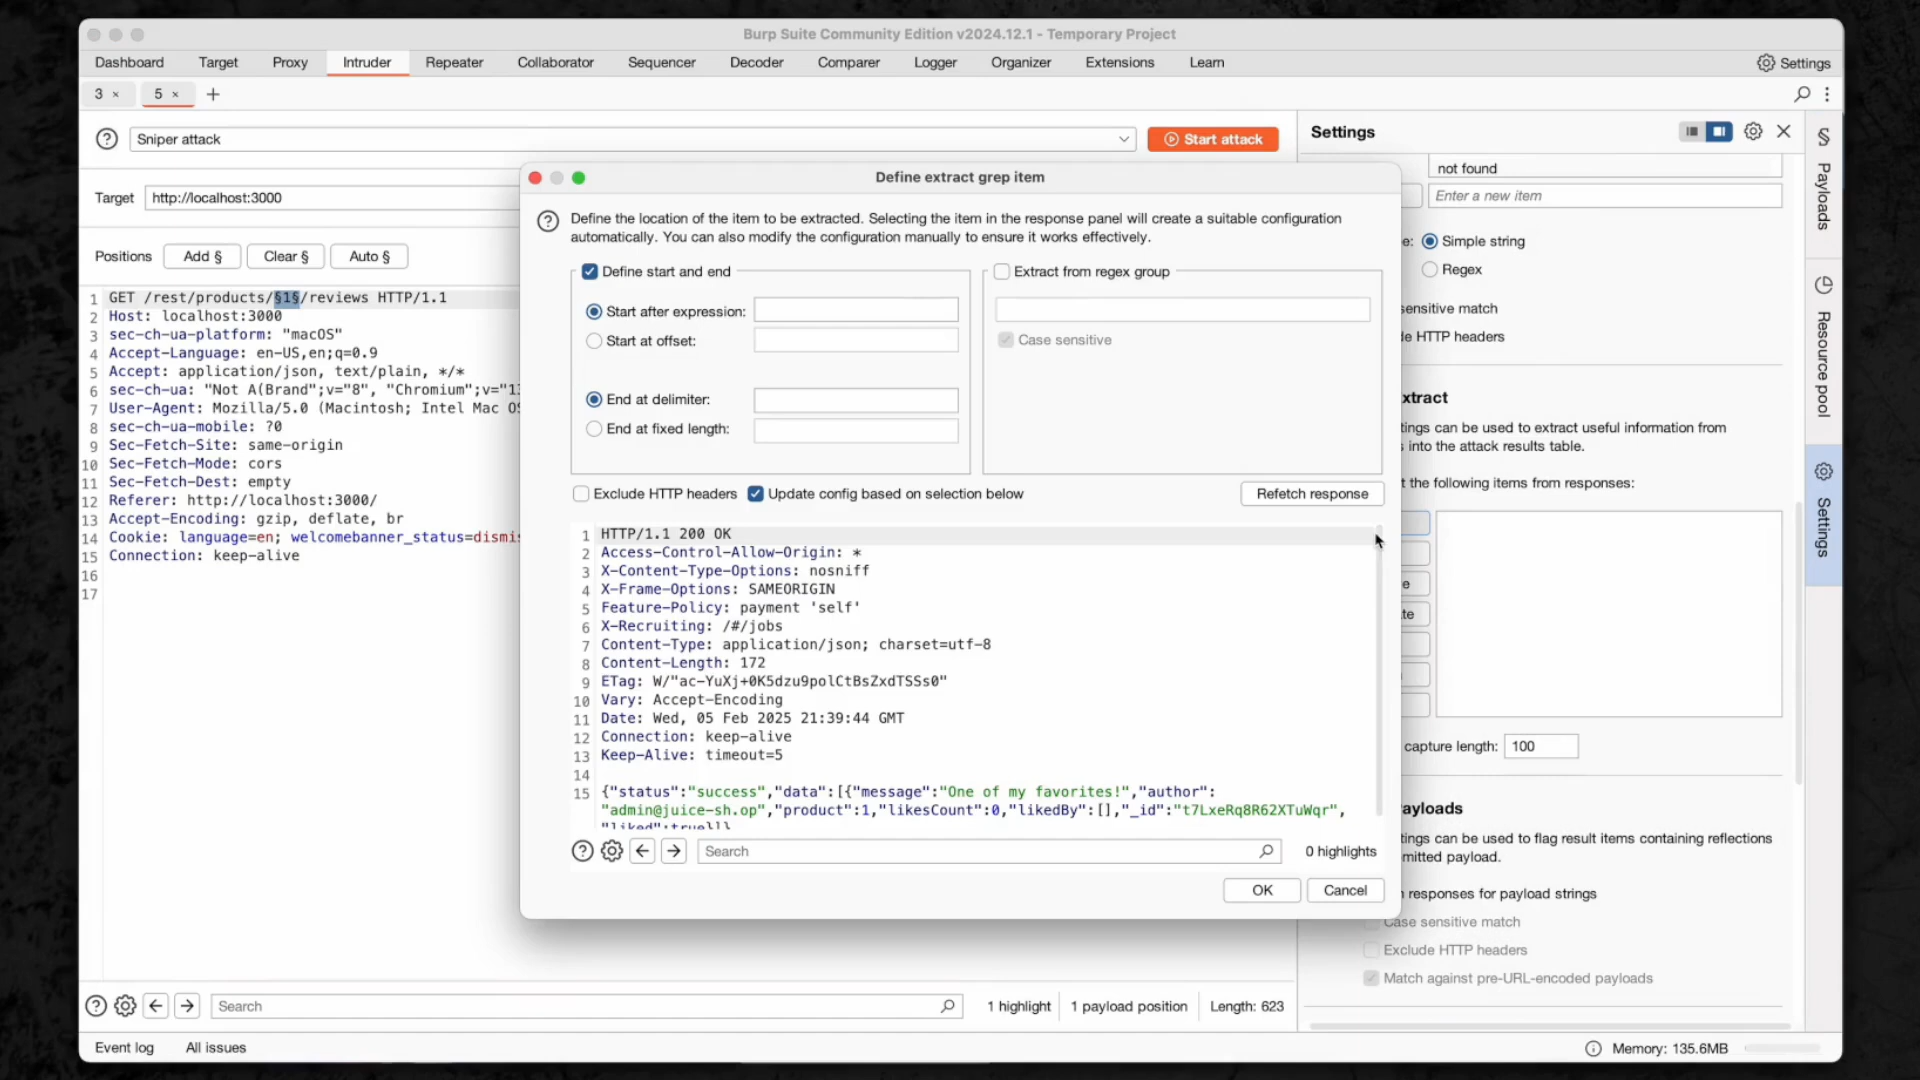 Burp Suite Community Edition v2024.12.1 - Temporary Project
Dashboard Target Proxy Intruder Repeater Collaborator Sequencer Decoder Comparer Logger Organizer Extensions Learn Settings
3 × 5 × +
Sniper attack
Start attack
Settings
Target http://localhost:3000
Positions Add § Clear § Auto §
1 GET /rest/products/§1§/reviews HTTP/1.1
2 Host: localhost:3000
3 sec-ch-ua-platform: "macOS"
4 Accept-Language: en-US,en;q=0.9
5 Accept: application/json, text/plain, */*
6 sec-ch-ua: "Not A(Brand";v="8", "Chromium";v="13
7 User-Agent: Mozilla/5.0 (Macintosh; Intel Mac OS
8 sec-ch-ua-mobile: ?0
9 Sec-Fetch-Site: same-origin
10 Sec-Fetch-Mode: cors
11 Sec-Fetch-Dest: empty
12 Referer: http://localhost:3000/
13 Accept-Encoding: gzip, deflate, br
14 Cookie: language=en; welcomebanner_status=dismis
15 Connection: keep-alive
16
17
Define extract grep item
Define the location of the item to be extracted. Selecting the item in the response panel will create a suitable configuration
automatically. You can also modify the configuration manually to ensure it works effectively.
Define start and end
Start after expression:
Start at offset:
End at delimiter:
End at fixed length:
Extract from regex group
Case sensitive
Exclude HTTP headers Update config based on selection below
Refetch response
1 HTTP/1.1 200 OK
2 Access-Control-Allow-Origin: *
3 X-Content-Type-Options: nosniff
4 X-Frame-Options: SAMEORIGIN
5 Feature-Policy: payment 'self'
6 X-Recruiting: /#/jobs
7 Content-Type: application/json; charset=utf-8
8 Content-Length: 172
9 ETag: W/"ac-YuXj+0K5dzu9polCtBsZxdTSSs0"
10 Vary: Accept-Encoding
11 Date: Wed, 05 Feb 2025 21:39:44 GMT
12 Connection: keep-alive
13 Keep-Alive: timeout=5
14
15 {"status":"success","data":[{"message":"One of my favorites!","author":
"admin@juice-sh.op","product":1,"likesCount":0,"likedBy":[],"_id":"t7LxeRq8R62XTuWqr",
"liked":true}]}
Search
0 highlights
OK Cancel
not found
Enter a new item
e: Simple string
Regex
ensitive match
le HTTP headers
xtract
tings can be used to extract useful information from
s into the attack results table.
t the following items from responses:
e
te
capture length: 100
ayloads
tings can be used to flag result items containing reflections
mitted payload.
n responses for payload strings
Case sensitive match
Exclude HTTP headers
Match against pre-URL-encoded payloads
§ Payloads
Resource pool
Settings
Search
1 highlight 1 payload position Length: 623
Event log All issues
Memory: 135.6MB